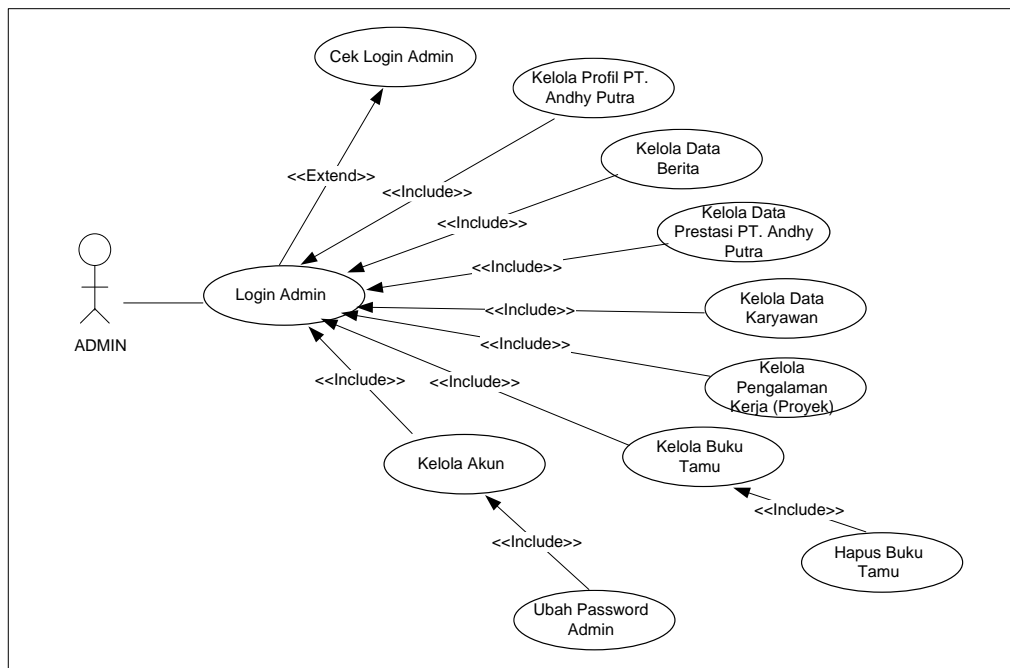 Cek Login Admin
Kelola Profil PT.
Andhy Putra
Kelola Data
Berita
<<Extend>>
<<Include>>
<<Include>>
Kelola Data
Prestasi PT. Andhy
Putra
<<Include>>
Login Admin
Kelola Data
Karyawan
<<Include>>
ADMIN
<<Include>>
Kelola
Pengalaman
Kerja (Proyek)
<<Include>>
<<Include>>
Kelola Akun
Kelola Buku
Tamu
<<Include>>
<<Include>>
Hapus Buku
Tamu
Ubah Password
Admin